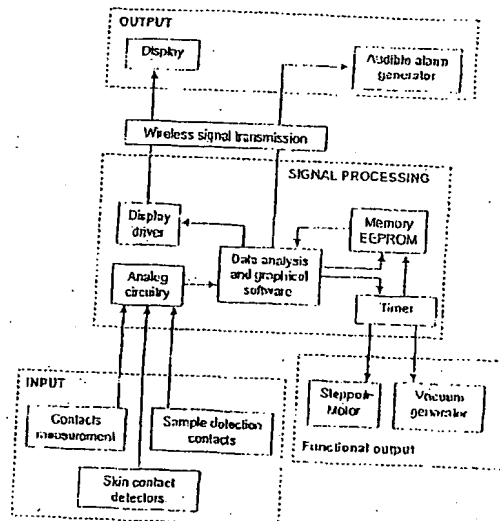 OUTPUT
Display
Audible alarm
generator
Wireless signal transmission
SIGNAL PROCESSING
Display
driver
Memory
EEPROM
Data analysis
and graphical
software
Analog
circuitry
Timer
INPUT
Contacts
measurement
Sample detection
contacts
Skin contact
detectors
Stepper
Motor
Vacuum
generator
Functional output